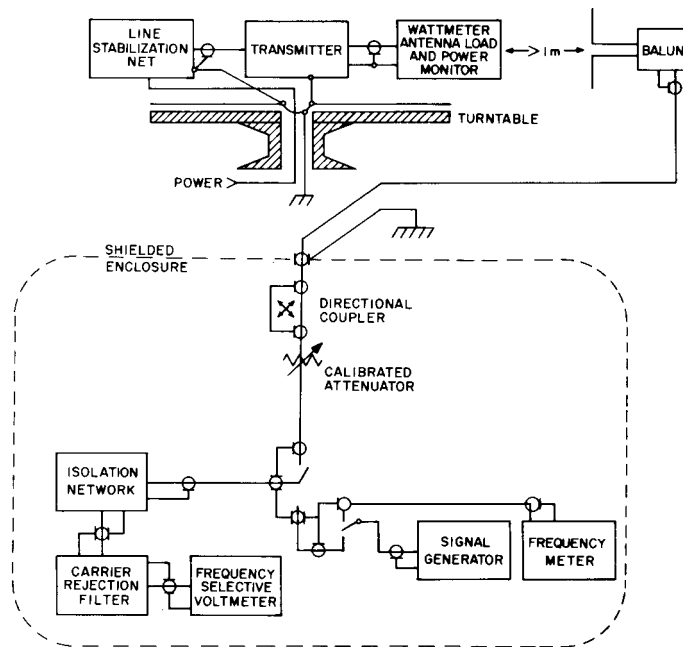 LINE
STABILIZATION
NET
TRANSMITTER
WATTMETER
ANTENNA LOAD
AND POWER
MONITOR
1m
BALUN
TURNTABLE
POWER
SHIELDED
ENCLOSURE
DIRECTIONAL
COUPLER
CALIBRATED
ATTENUATOR
ISOLATION
NETWORK
CARRIER
REJECTION
FILTER
FREQUENCY
SELECTIVE
VOLTMETER
SIGNAL
GENERATOR
FREQUENCY
METER